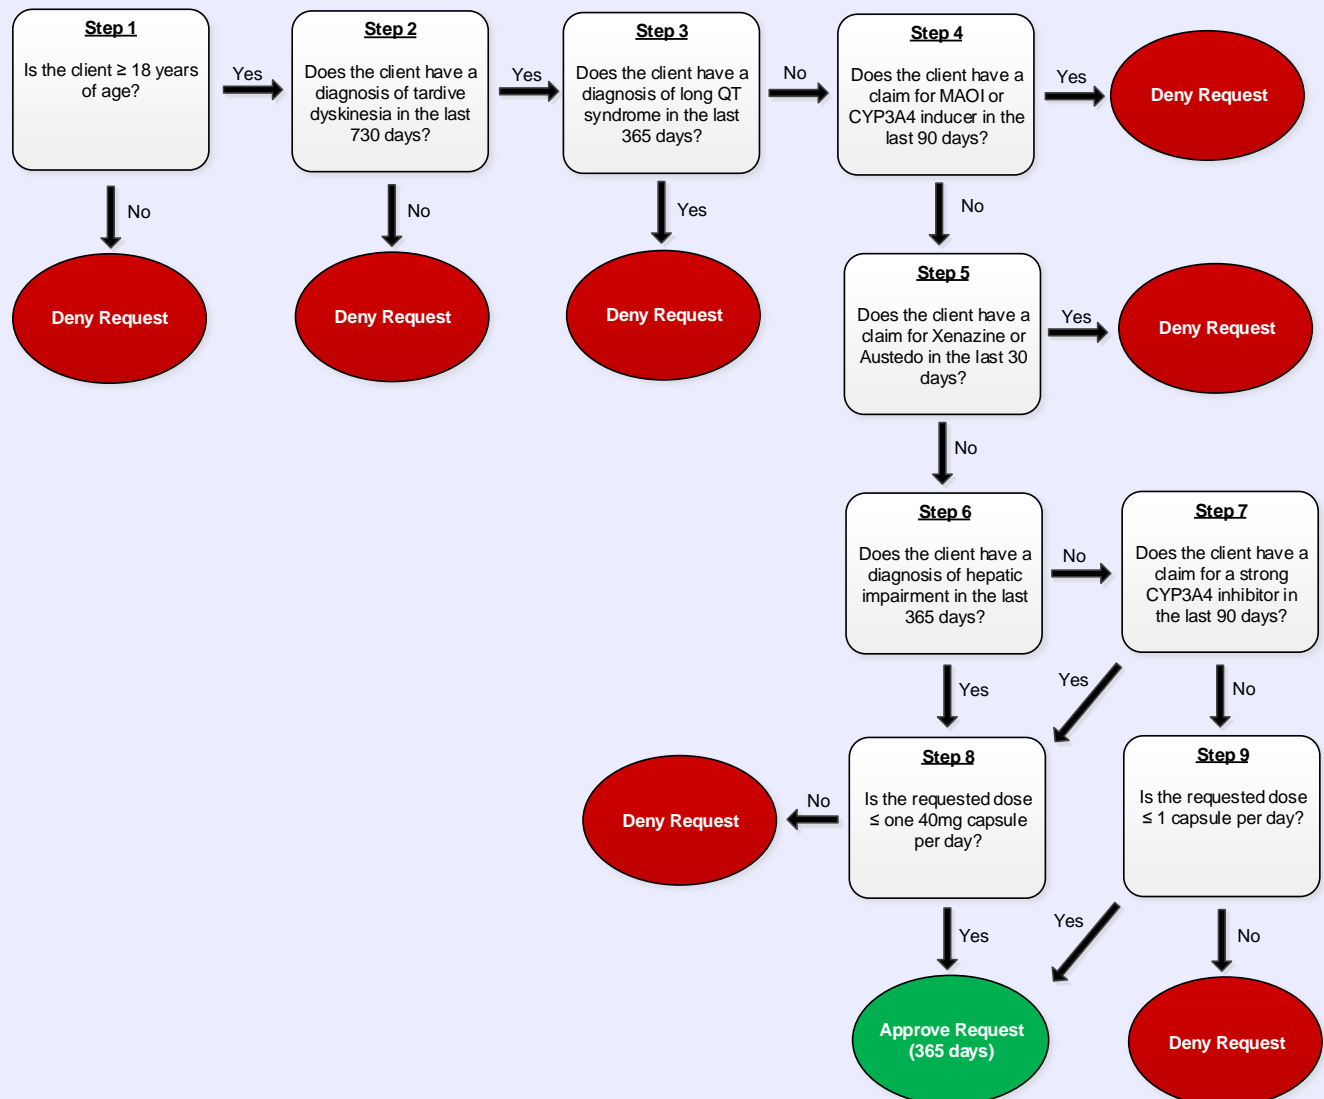 Step 1
Is the client ≥ 18 years
of age?
Yes
No
Deny Request
Step 2
Does the client have a
diagnosis of tardive
dyskinesia in the last
730 days?
Yes
No
Deny Request
Step 3
Does the client have a
diagnosis of long QT
syndrome in the last
365 days?
No
Yes
Deny Request
Step 4
Does the client have a
claim for MAOI or
CYP3A4 inducer in the
last 90 days?
Yes
Deny Request
No
Step 5
Does the client have a
claim for Xenazine or
Austedo in the last 30
days?
Yes
Deny Request
No
Step 6
Does the client have a
diagnosis of hepatic
impairment in the last
365 days?
No
Yes
Step 7
Does the client have a
claim for a strong
CYP3A4 inhibitor in
the last 90 days?
Yes
No
Step 8
Is the requested dose
≤ one 40mg capsule
per day?
No
Deny Request
Yes
Step 9
Is the requested dose
≤ 1 capsule per day?
Yes
No
Approve Request
(365 days)
Deny Request